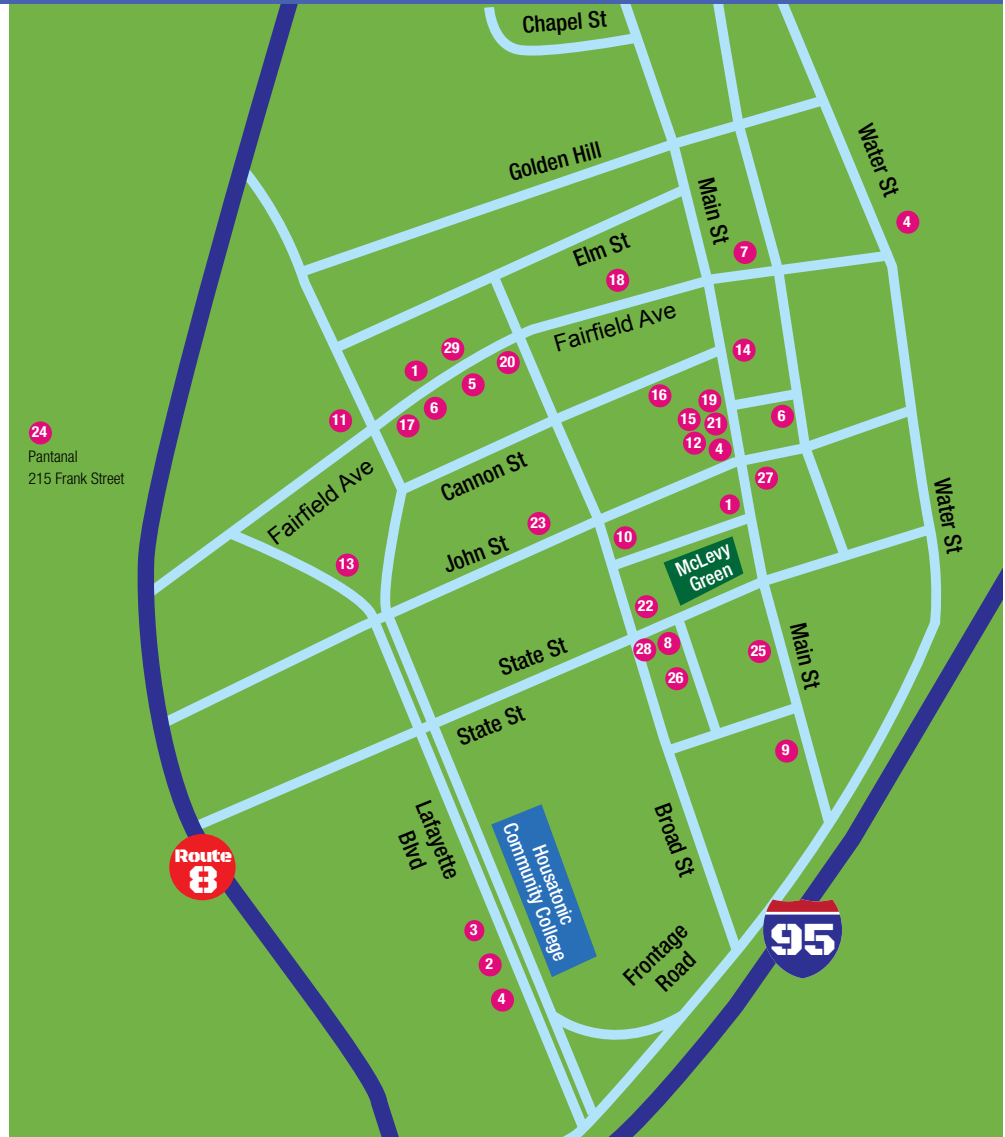 Chapel St
Water St
Golden Hill
4
Main St
7
Elm St
18
Fairfield Ave
29
14
1
20
5
16
19
6
6
11
17
15
21
24
12
4
Pantanal
215 Frank Street
Cannon St
27
Fairfield Ave
1
Water St
23
10
John St
13
McLevy
Green
22
State St
28
8
25
Main St
26
State St
9
Lafayette
Blvd
Housatonic
Community College
Broad St
Route
8
3
95
2
Frontage
Road
4